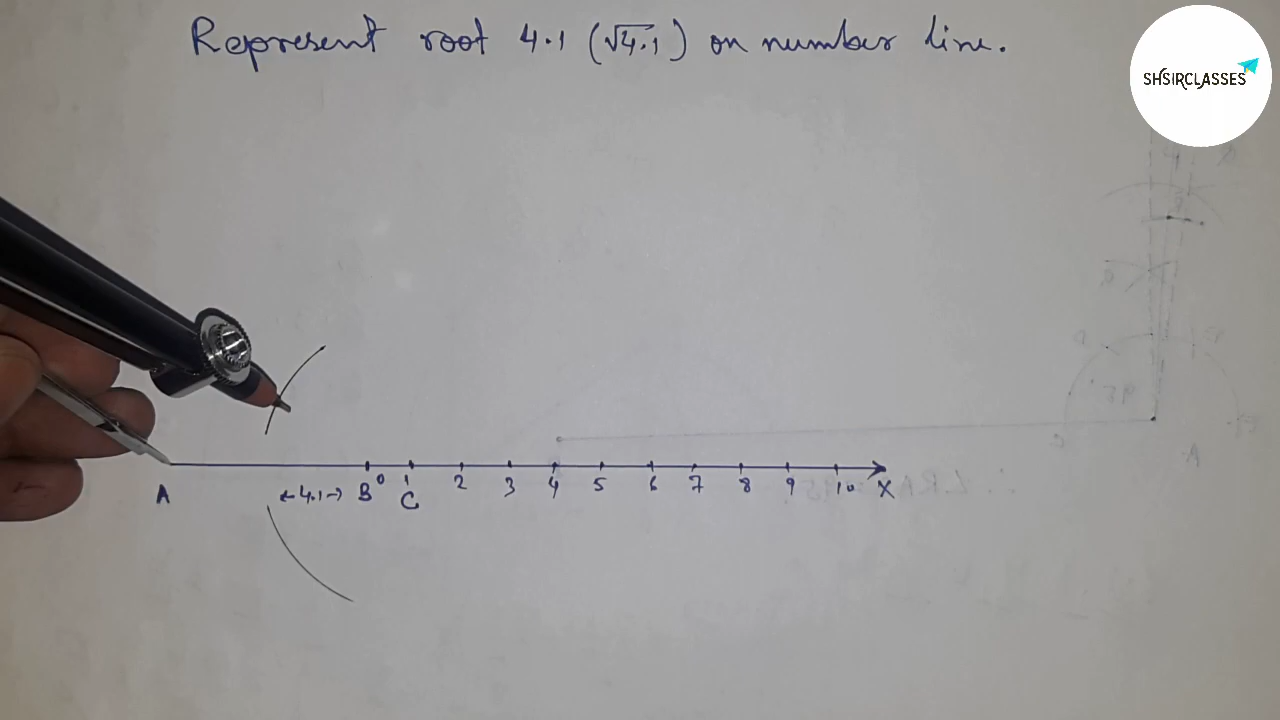 Represent root 4.1 (√4.1) on number line.
SHSIRCLASSES
A ←4.1→ B 0 1 2 3 4 5 6 7 8 9 10 X
C